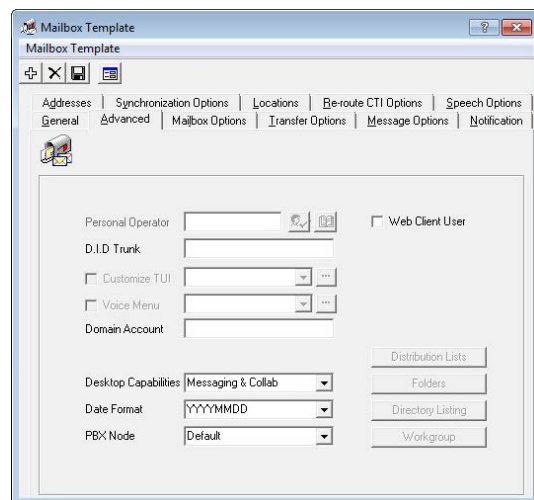 Mailbox Template
Mailbox Template
Addresses Synchronization Options Locations Re-route CTI Options Speech Options
General Advanced Mailbox Options Transfer Options Message Options Notification
Personal Operator
Web Client User
D.I.D Trunk
Customize TUI
Voice Menu
Domain Account
Distribution Lists
Desktop Capabilities Messaging & Collab
Folders
Date Format YYYYMMDD
Directory Listing
PBX Node Default
Workgroup